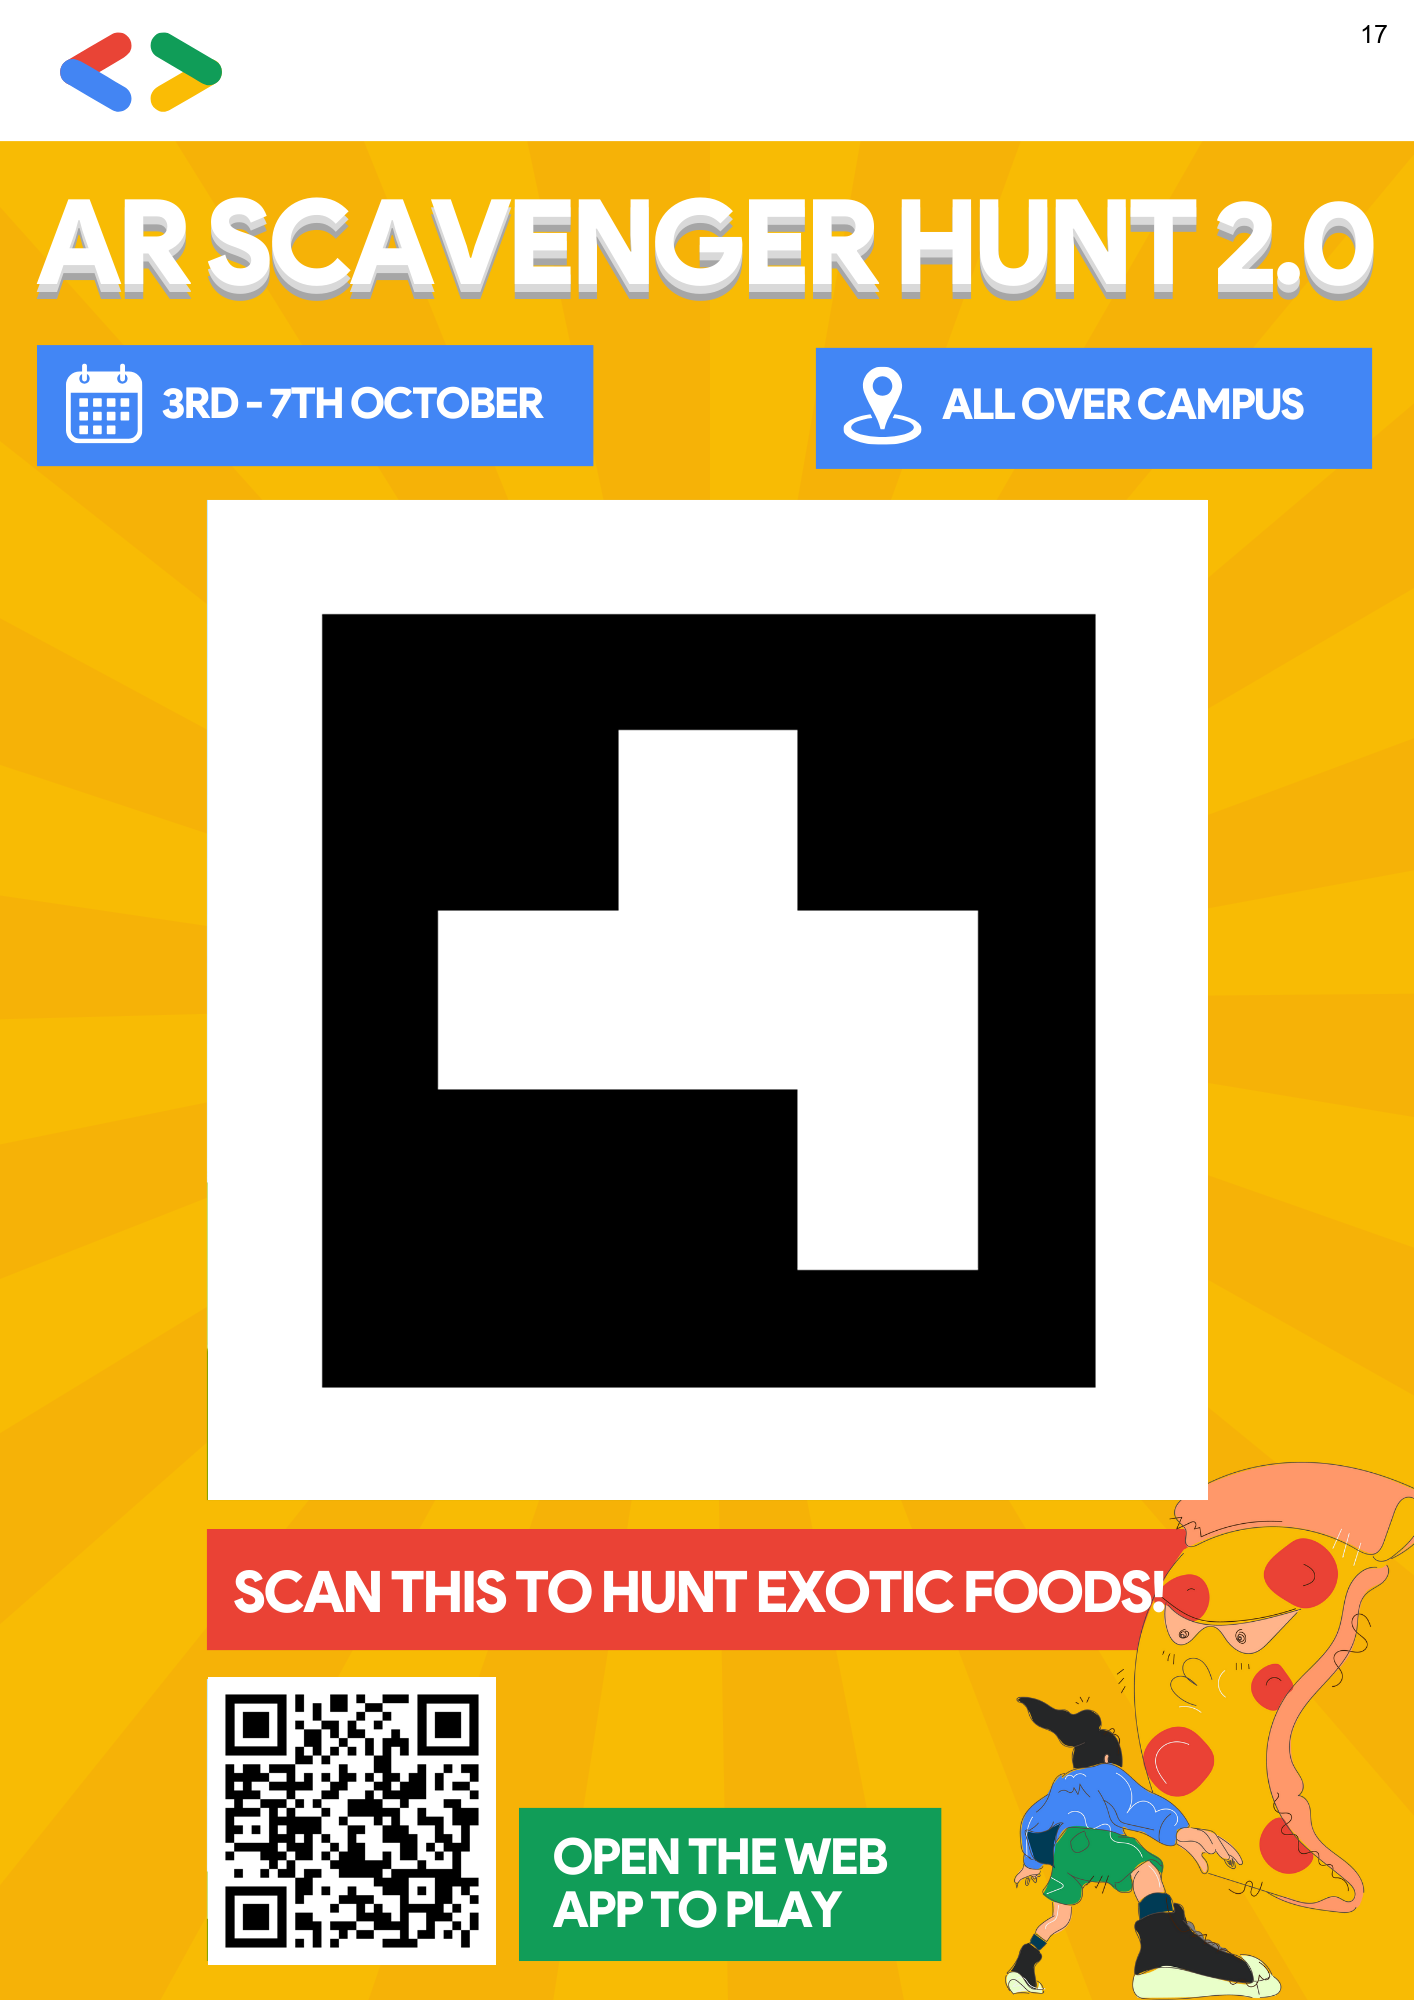 17
AR SCAVENGER HUNT 2.0
3RD - 7TH OCTOBER
ALL OVER CAMPUS
SCAN THIS TO HUNT EXOTIC FOODS!
OPEN THE WEB
APP TO PLAY